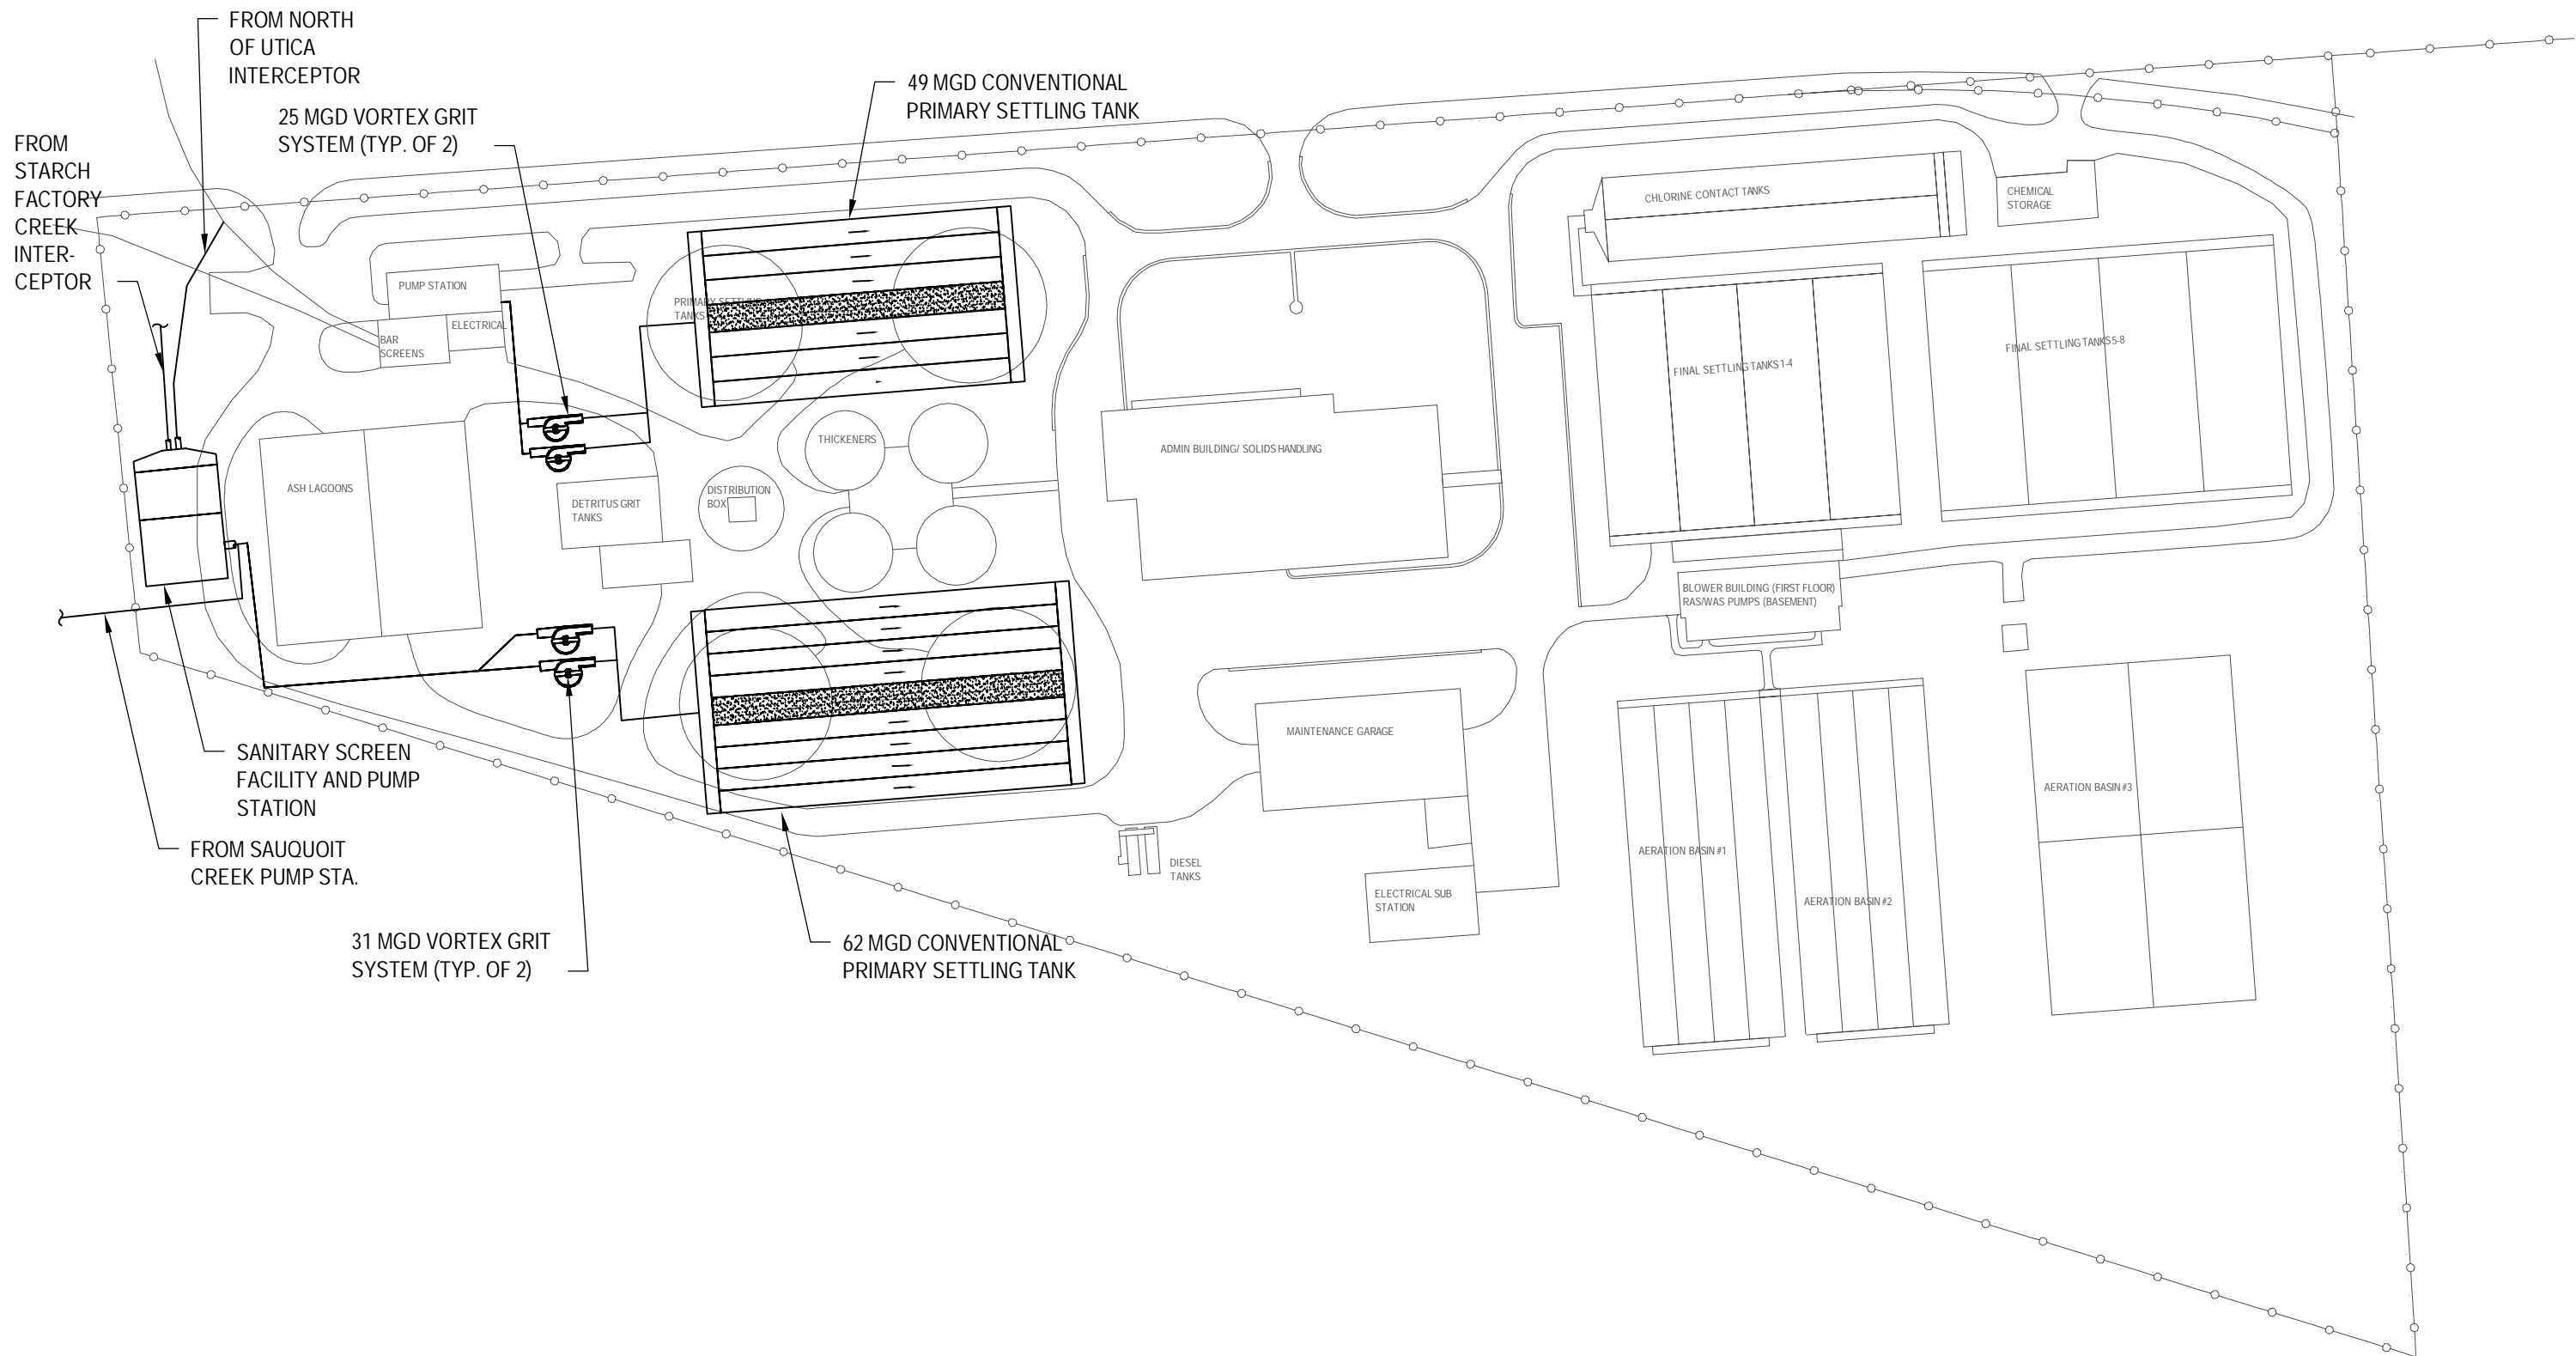 FROM NORTH
OF UTICA
INTERCEPTOR
25 MGD VORTEX GRIT
SYSTEM (TYP. OF 2)
49 MGD CONVENTIONAL
PRIMARY SETTLING TANK
FROM
STARCH
FACTORY
CREEK
INTER-
CEPTOR
PUMP STATION
ELECTRICAL
BAR
SCREENS
PRIMARY SETTLING
TANKS
CHLORINE CONTACT TANKS
CHEMICAL
STORAGE
FINAL SETTLING TANKS 1-4
FINAL SETTLING TANKS 5-8
THICKENERS
ADMIN BUILDING/ SOLIDS HANDLING
ASH LAGOONS
DETRITUS GRIT
TANKS
DISTRIBUTION
BOX
BLOWER BUILDING (FIRST FLOOR)
RAS/WAS PUMPS (BASEMENT)
SANITARY SCREEN
FACILITY AND PUMP
STATION
FROM SAUQUOIT
CREEK PUMP STA.
31 MGD VORTEX GRIT
SYSTEM (TYP. OF 2)
62 MGD CONVENTIONAL
PRIMARY SETTLING TANK
MAINTENANCE GARAGE
DIESEL
TANKS
ELECTRICAL SUB
STATION
AERATION BASIN #1
AERATION BASIN #2
AERATION BASIN #3